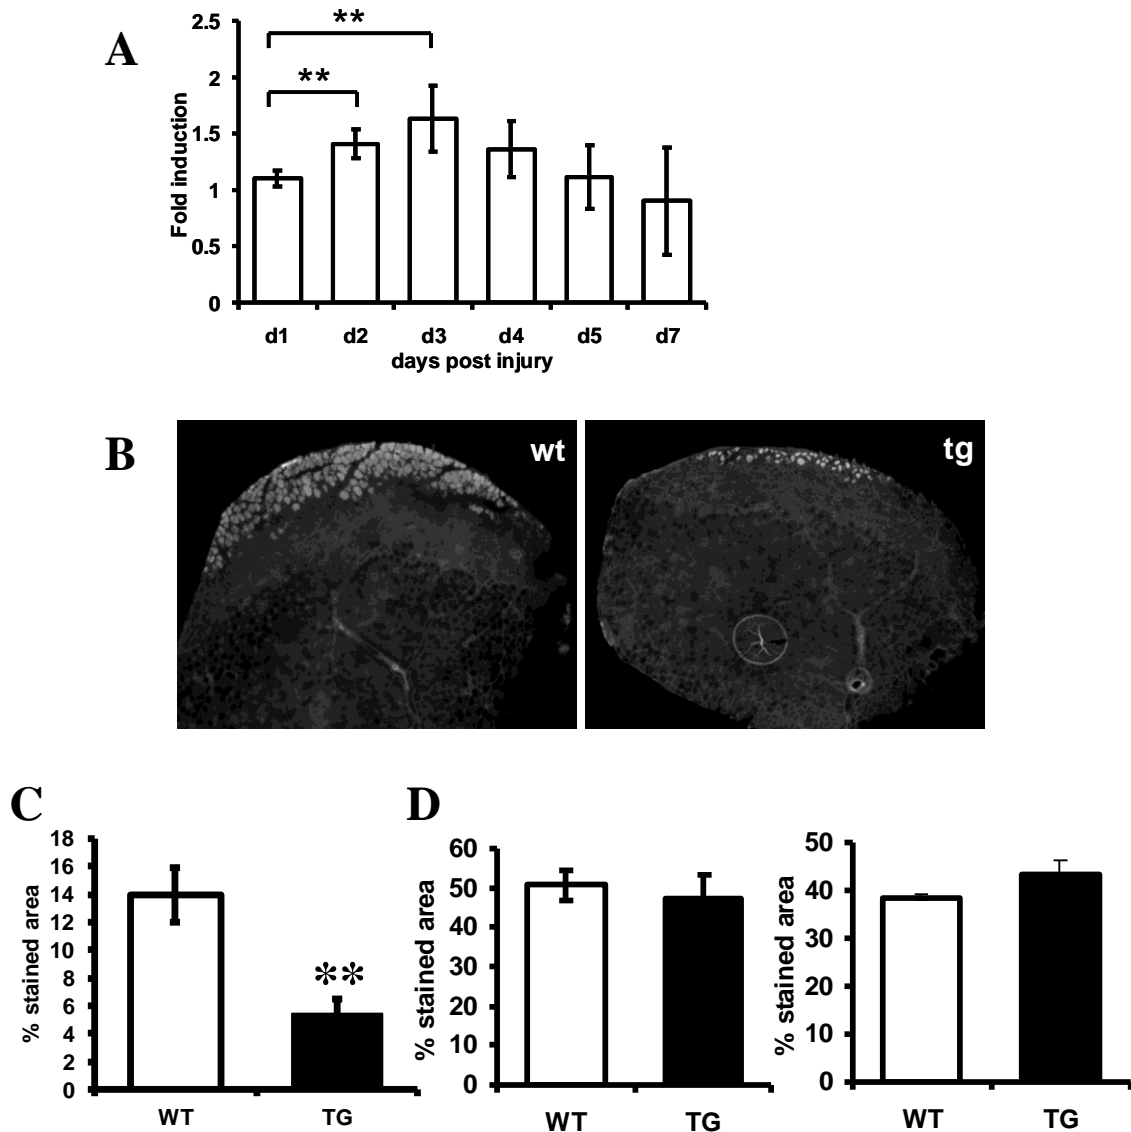 A
2.5
2
1.5
1
0.5
0
Fold induction
**
**
d1 d2 d3 d4 d5 d7
days post injury
B
wt
tg
C
18
16
14
12
10
8
6
4
2
0
% stained area
**
WT TG
D
60
50
40
30
20
10
0
% stained area
WT TG
50
40
30
20
10
0
% stained area
WT TG